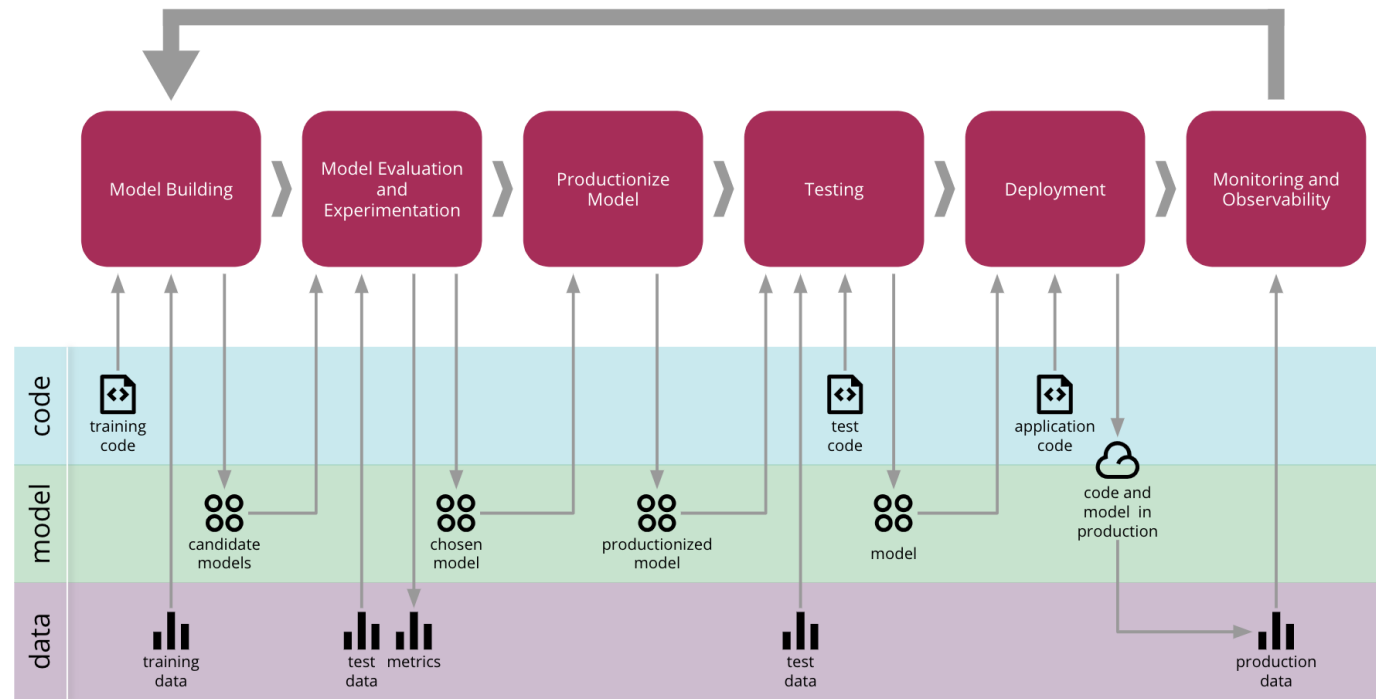 Model Building
Model Evaluation
and
Experimentation
Productionize
Model
Testing
Deployment
Monitoring and
Observability
code
training
code
test
code
application
code
model
candidate
models
chosen
model
productionized
model
model
code and
model in
production
data
training
data
test
data
metrics
test
data
production
data